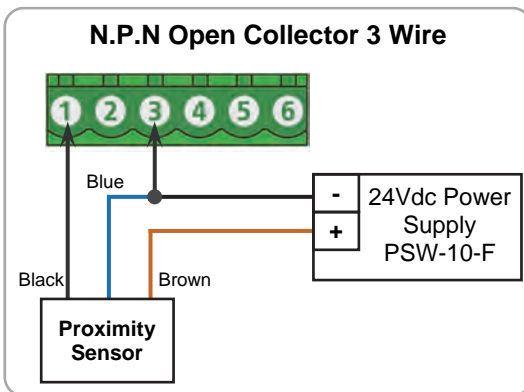 N.P.N Open Collector 3 Wire
1 2 3 4 5 6
Blue
-
24Vdc Power
Supply
PSW-10-F
+
Black
Brown
Proximity
Sensor